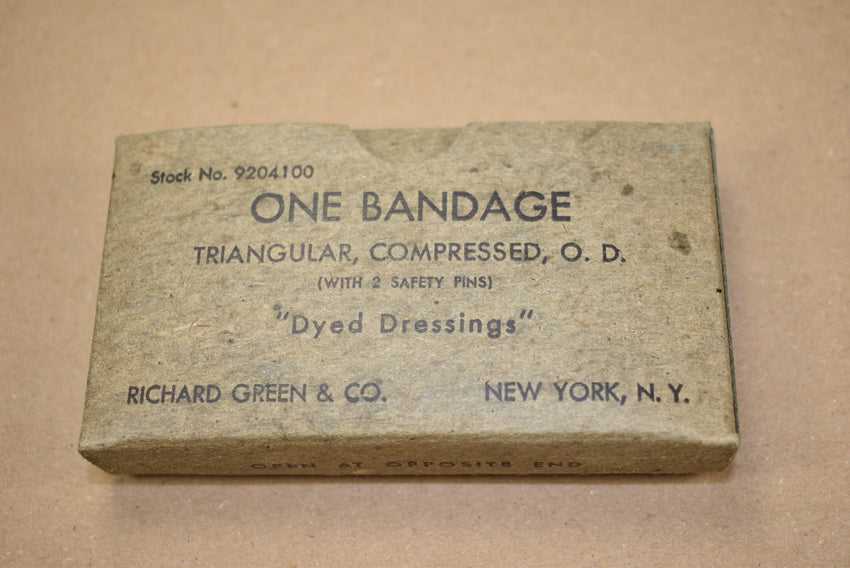 Stock No. 9204100
ONE BANDAGE
TRIANGULAR, COMPRESSED, O. D.
(WITH 2 SAFETY PINS)
"Dyed Dressings"
RICHARD GREEN & CO. NEW YORK, N. Y.
OPEN AT OPPOSITE END